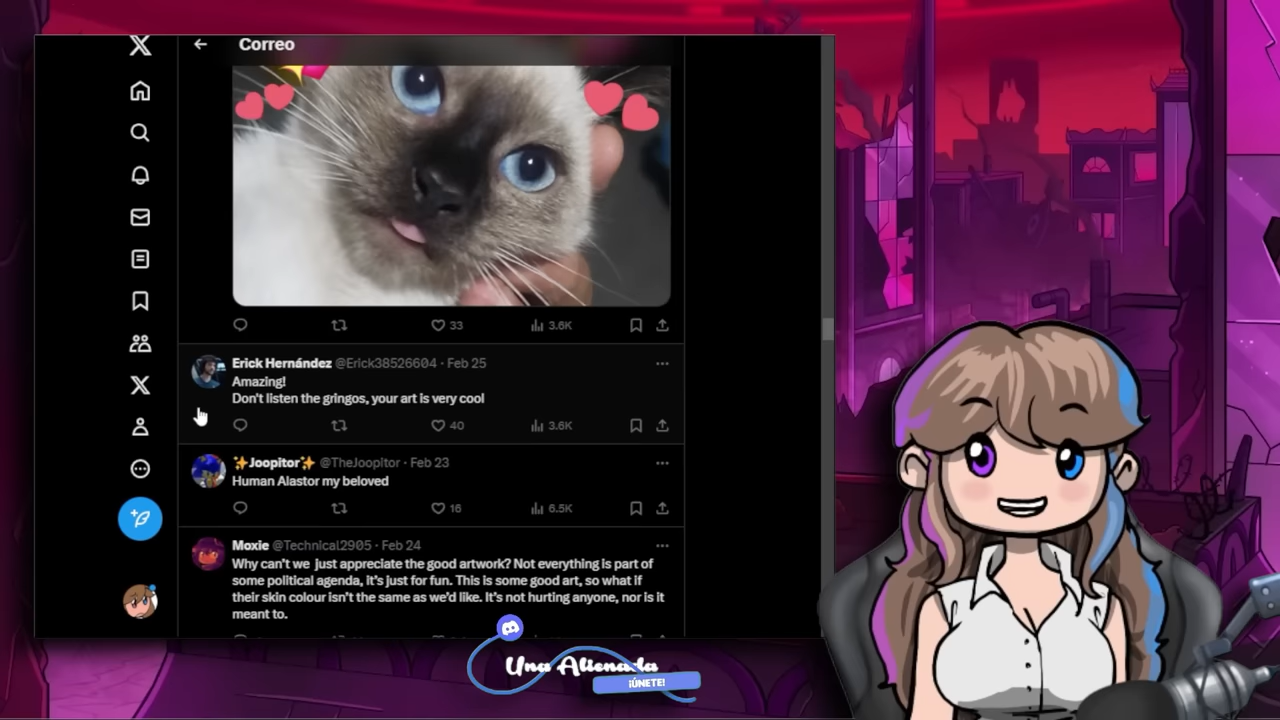 Correo
33
3.6K
Erick Hernández @Erick38526604 · Feb 25
Amazing!
Don't listen the gringos, your art is very cool
40
3.6K
✨Joopitor✨ @TheJoopitor · Feb 23
Human Alastor my beloved
16
6.5K
Moxie @Technical2905 · Feb 24
Why can't we just appreciate the good artwork? Not everything is part of
some political agenda, it's just for fun. This is some good art, so what if
their skin colour isn't the same as we'd like. It's not hurting anyone, nor is it
meant to.
Una Alienada
¡ÚNETE!